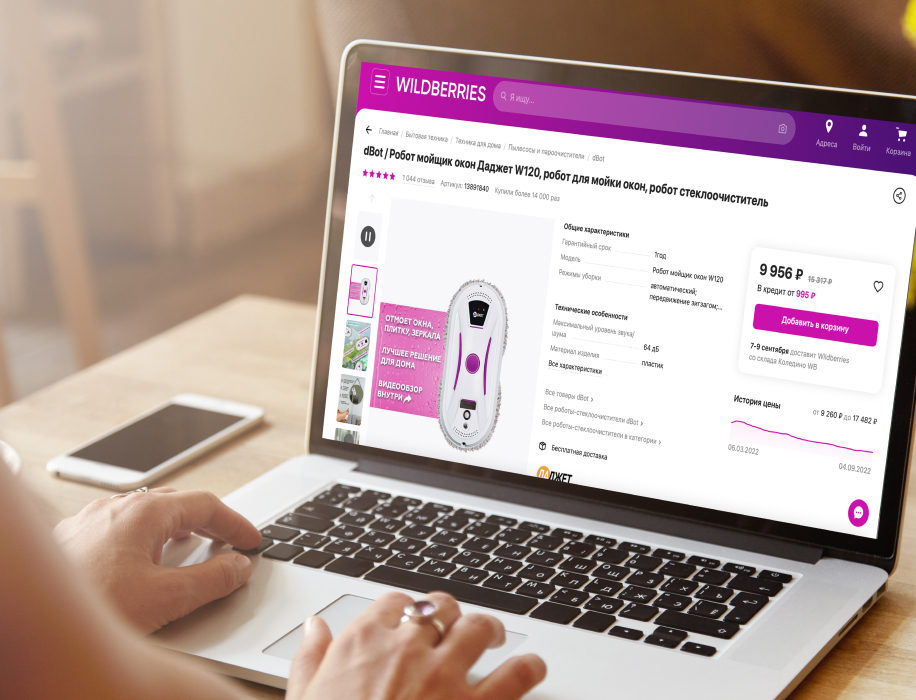 WILDBERRIES
Я ищу...
Адреса
Войти
Корзина
Главная / Бытовая техника / Техника для дома / Пылесосы и пароочистители / dBot
dBot / Робот мойщик окон Даджет W120, робот для мойки окон, робот стеклоочиститель
1 044 отзыва Артикул: 13891840 Купили более 14 000 раз
ОТМОЕТ ОКНА,
ПЛИТКУ, ЗЕРКАЛА
ЛУЧШЕЕ РЕШЕНИЕ
ДЛЯ ДОМА
ВИДЕООБЗОР
ВНУТРИ
Общие характеристики
Гарантийный срок 1год
Модель Робот мойщик окон W120
Режимы уборки автоматический;
передвижение зигзагом;...
Технические особенности
Максимальный уровень звука/
шума 64 дБ
Материал изделия пластик
Все характеристики
Все товары dBot
Все роботы-стеклоочистители dBot
Все роботы-стеклоочистители в категории
Бесплатная доставка
ДАДЖЕТ
9 956 ₽ 15 317 ₽
В кредит от 995 ₽
Добавить в корзину
7-9 сентября доставит Wildberries
со склада Коледино WB
История цены
от 9 260 ₽ до 17 482 ₽
06.03.2022
04.09.2022